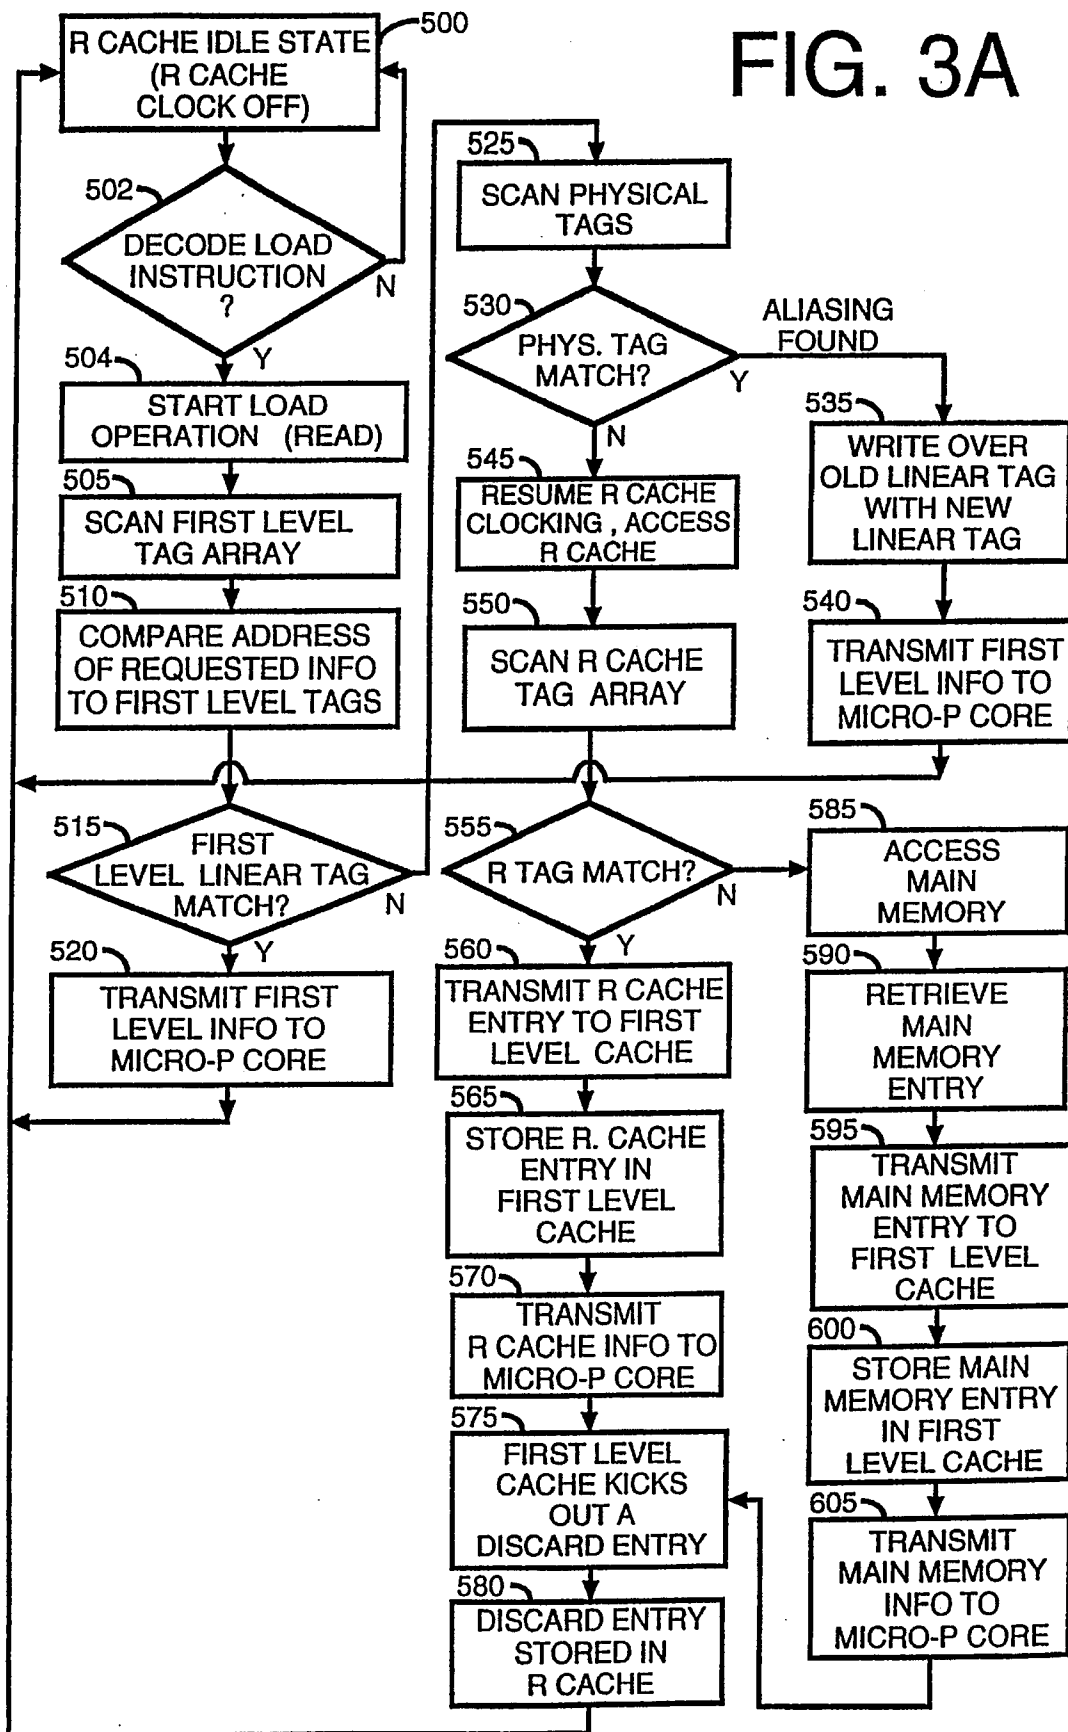 FIG. 3A
500
R CACHE IDLE STATE
(R CACHE
CLOCK OFF)
502
DECODE LOAD
INSTRUCTION
?
N
Y
504
START LOAD
OPERATION (READ)
505
SCAN FIRST LEVEL
TAG ARRAY
510
COMPARE ADDRESS
OF REQUESTED INFO
TO FIRST LEVEL TAGS
515
FIRST
LEVEL LINEAR TAG
MATCH?
N
Y
520
TRANSMIT FIRST
LEVEL INFO TO
MICRO-P CORE
525
SCAN PHYSICAL
TAGS
530
PHYS. TAG
MATCH?
ALIASING
FOUND
Y
N
535
WRITE OVER
OLD LINEAR TAG
WITH NEW
LINEAR TAG
540
TRANSMIT FIRST
LEVEL INFO TO
MICRO-P CORE
545
RESUME R CACHE
CLOCKING , ACCESS
R CACHE
550
SCAN R CACHE
TAG ARRAY
555
R TAG MATCH?
N
Y
560
TRANSMIT R CACHE
ENTRY TO FIRST
LEVEL CACHE
565
STORE R. CACHE
ENTRY IN
FIRST LEVEL
CACHE
570
TRANSMIT
R CACHE INFO TO
MICRO-P CORE
575
FIRST LEVEL
CACHE KICKS
OUT A
DISCARD ENTRY
580
DISCARD ENTRY
STORED IN
R CACHE
585
ACCESS
MAIN
MEMORY
590
RETRIEVE
MAIN
MEMORY
ENTRY
595
TRANSMIT
MAIN MEMORY
ENTRY TO
FIRST LEVEL
CACHE
600
STORE MAIN
MEMORY ENTRY
IN FIRST
LEVEL CACHE
605
TRANSMIT
MAIN MEMORY
INFO TO
MICRO-P CORE